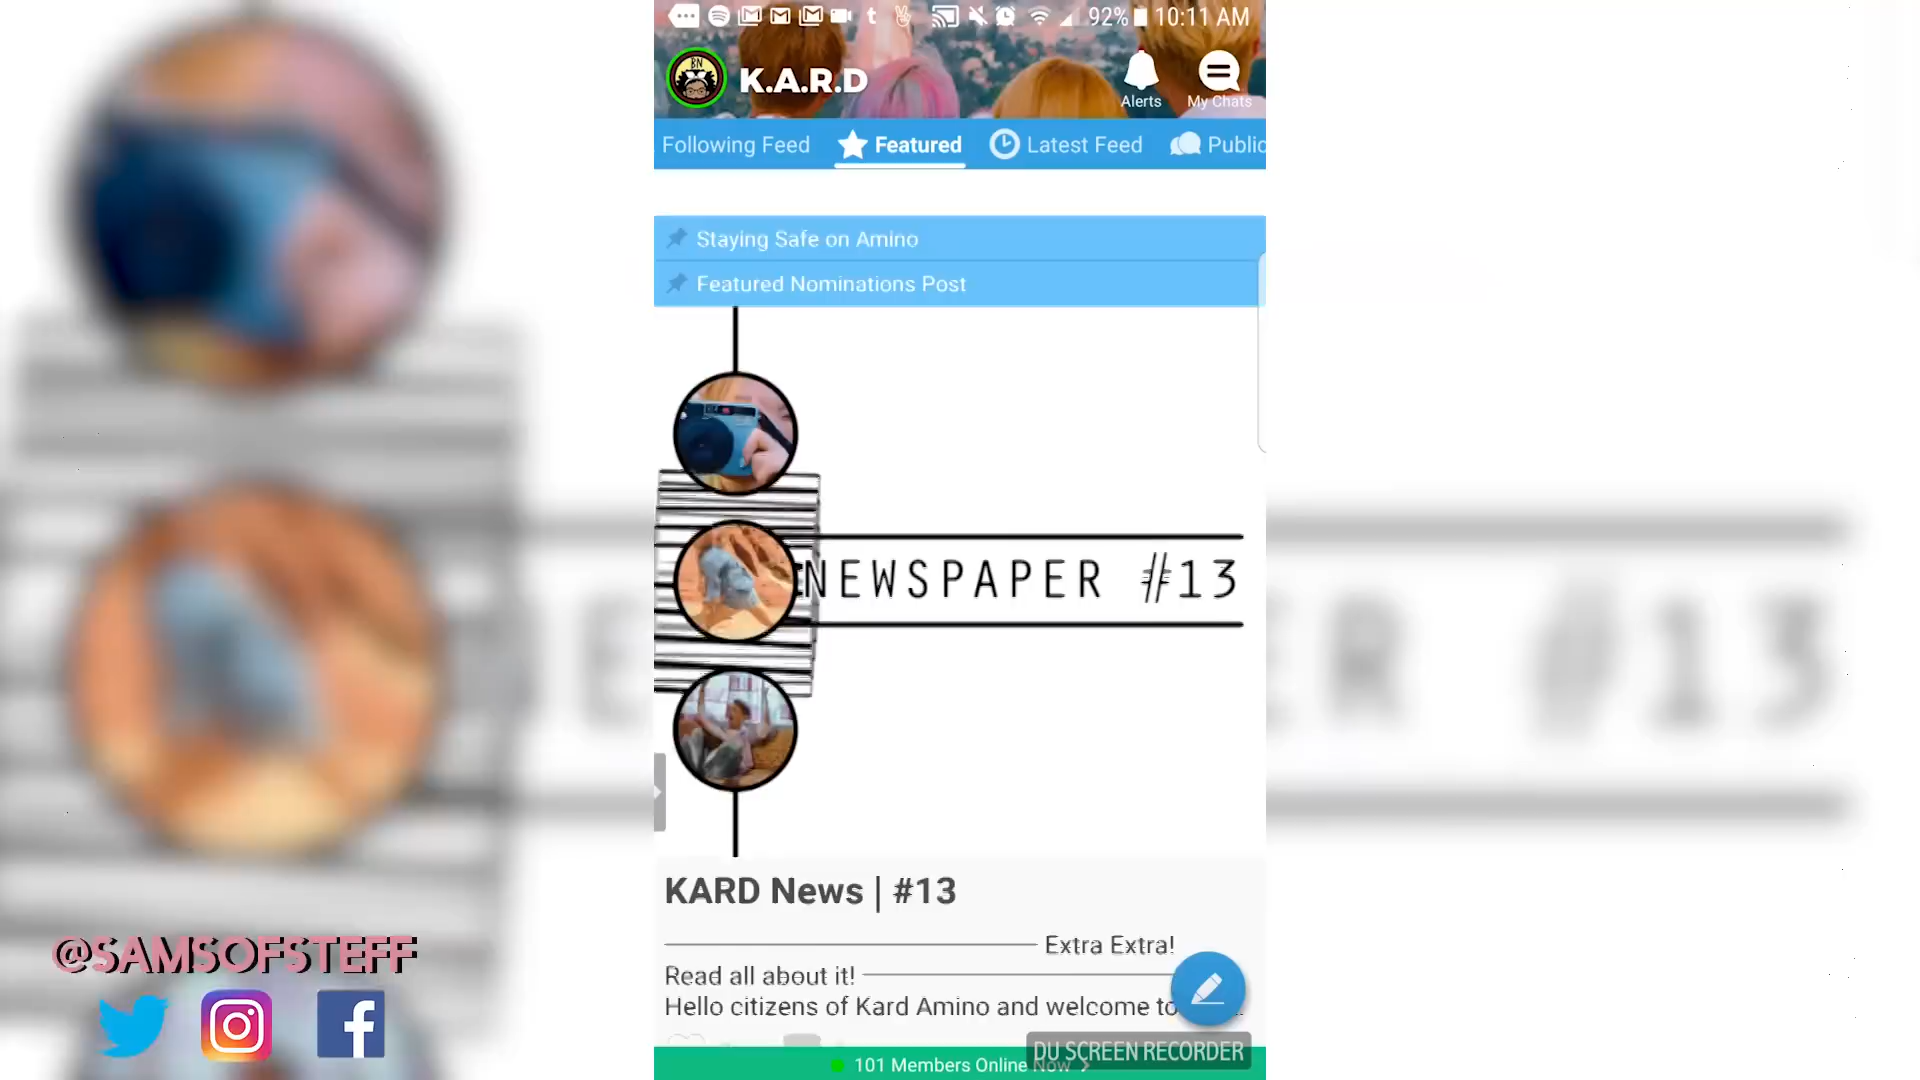 92% 10:11 AM
BN
K.A.R.D
Alerts
My Chats
Following Feed
Featured
Latest Feed
Public
Staying Safe on Amino
Featured Nominations Post
NEWSPAPER #13
KARD News | #13
Extra Extra!
Read all about it!
Hello citizens of Kard Amino and welcome to
DU SCREEN RECORDER
101 Members Online Now
@SAMSOFSTEFF